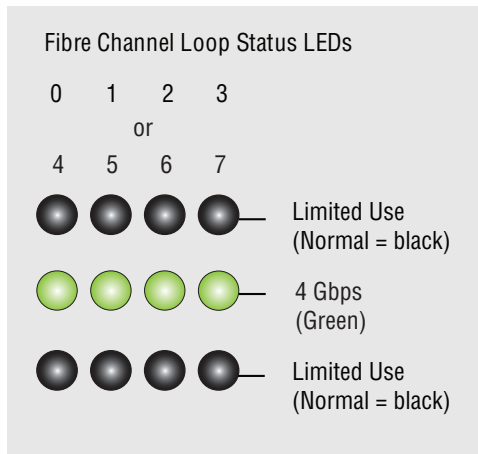 Fibre Channel Loop Status LEDs
0 1 2 3
or
4 5 6 7
Limited Use
(Normal = black)
4 Gbps
(Green)
Limited Use
(Normal = black)